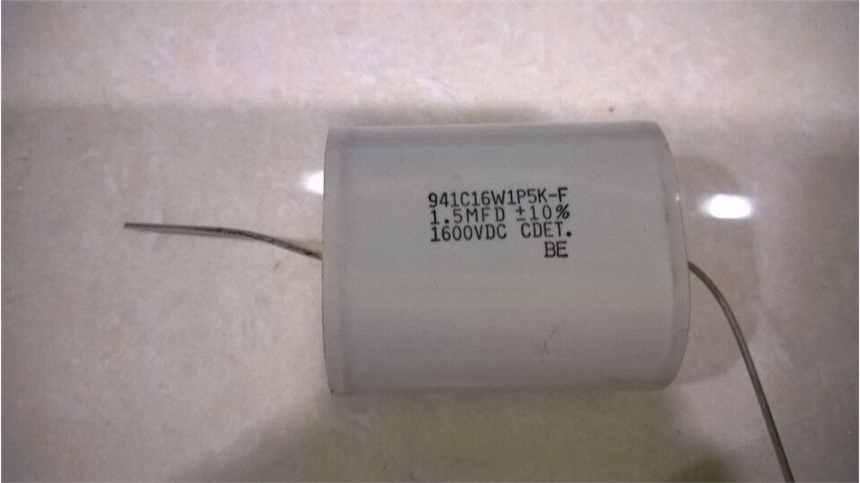 941C16W1P5K-F
1.5MFD ±10%
1600VDC CDET.
BE